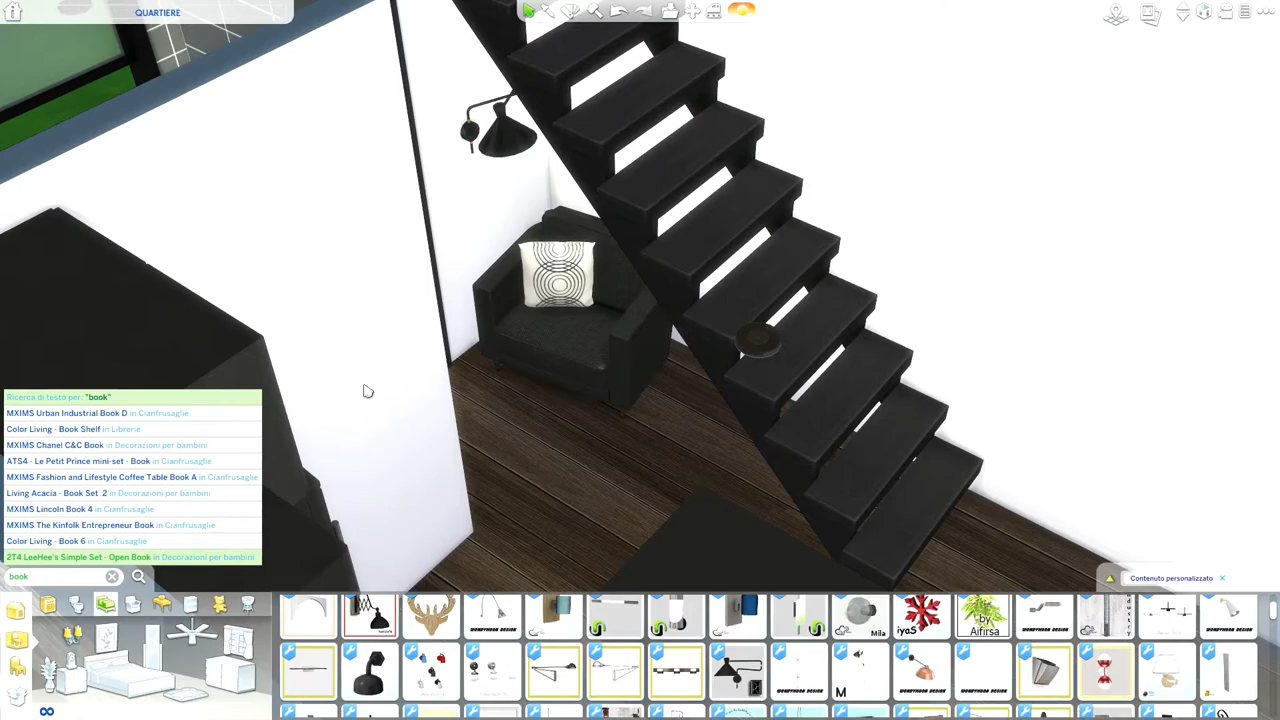 QUARTIERE
Ricerca di testo per: "book"
MXIMS Urban Industrial Book D in Cianfrusaglie
Color Living - Book Shelf in Librerie
MXIMS Chanel C&C Book in Decorazioni per bambini
ATS4 - Le Petit Prince mini-set - Book in Cianfrusaglie
MXIMS Fashion and Lifestyle Coffee Table Book A in Cianfrusaglie
Living Acacia - Book Set 2 in Decorazioni per bambini
MXIMS Lincoln Book 4 in Cianfrusaglie
MXIMS The Kinfolk Entrepreneur Book in Cianfrusaglie
Color Living - Book 6 in Cianfrusaglie
2T4 LeeHee's Simple Set - Open Book in Decorazioni per bambini
book
Contenuto personalizzato
Mila
iyaS
by
Aifirsa
M